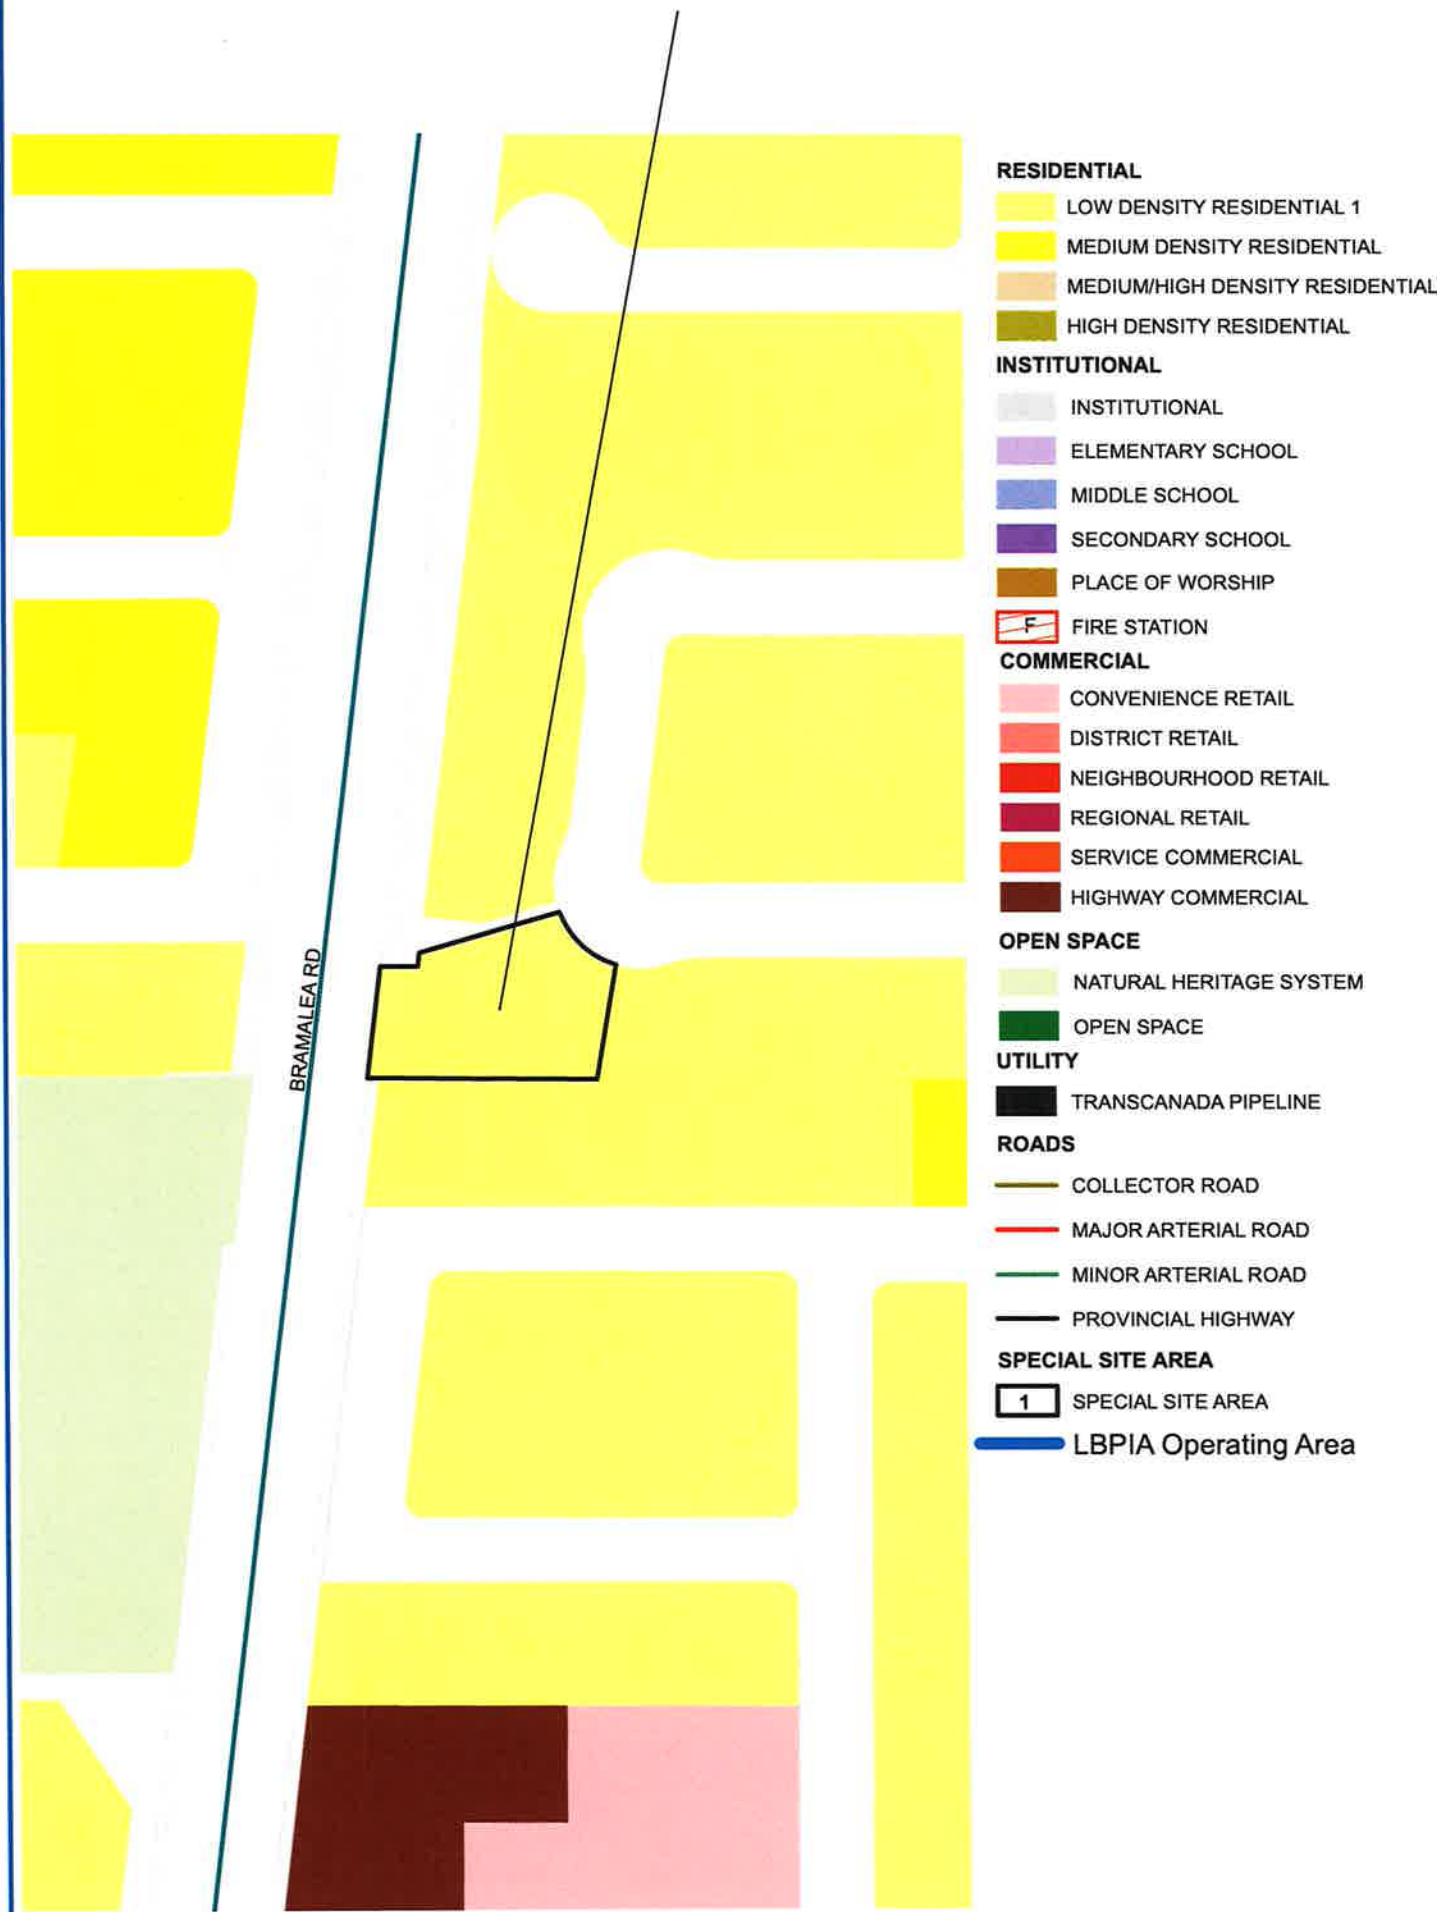 RESIDENTIAL
LOW DENSITY RESIDENTIAL 1
MEDIUM DENSITY RESIDENTIAL
MEDIUM/HIGH DENSITY RESIDENTIAL
HIGH DENSITY RESIDENTIAL
INSTITUTIONAL
INSTITUTIONAL
ELEMENTARY SCHOOL
MIDDLE SCHOOL
SECONDARY SCHOOL
PLACE OF WORSHIP
F FIRE STATION
COMMERCIAL
CONVENIENCE RETAIL
DISTRICT RETAIL
NEIGHBOURHOOD RETAIL
REGIONAL RETAIL
SERVICE COMMERCIAL
HIGHWAY COMMERCIAL
OPEN SPACE
NATURAL HERITAGE SYSTEM
OPEN SPACE
UTILITY
TRANSCANADA PIPELINE
ROADS
COLLECTOR ROAD
MAJOR ARTERIAL ROAD
MINOR ARTERIAL ROAD
PROVINCIAL HIGHWAY
SPECIAL SITE AREA
1 SPECIAL SITE AREA
LBPIA Operating Area
BRAMALEA RD